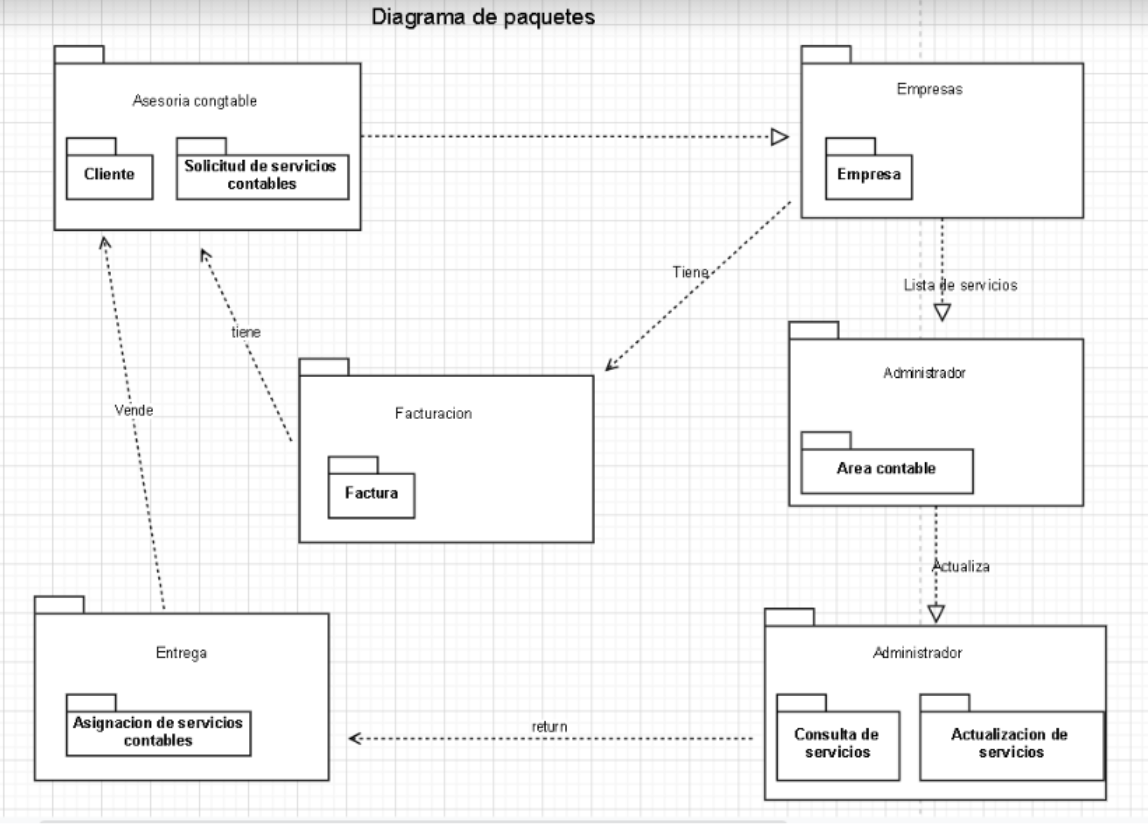 Diagrama de paquetes
Asesoria congtable
Cliente
Solicitud de servicios
contables
Empresas
Empresa
Tiene
Lista de servicios
tiene
Administrador
Area contable
Facturacion
Factura
Vende
Actualiza
Entrega
Asignacion de servicios
contables
return
Administrador
Consulta de
servicios
Actualizacion de
servicios